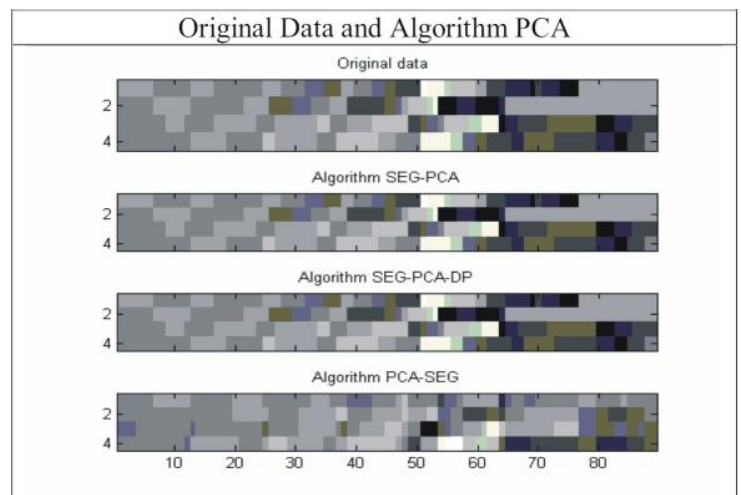 Original Data and Algorithm PCA
Original data
2
4
Algorithm SEG-PCA
2
4
Algorithm SEG-PCA-DP
2
4
Algorithm PCA-SEG
2
4
10 20 30 40 50 60 70 80